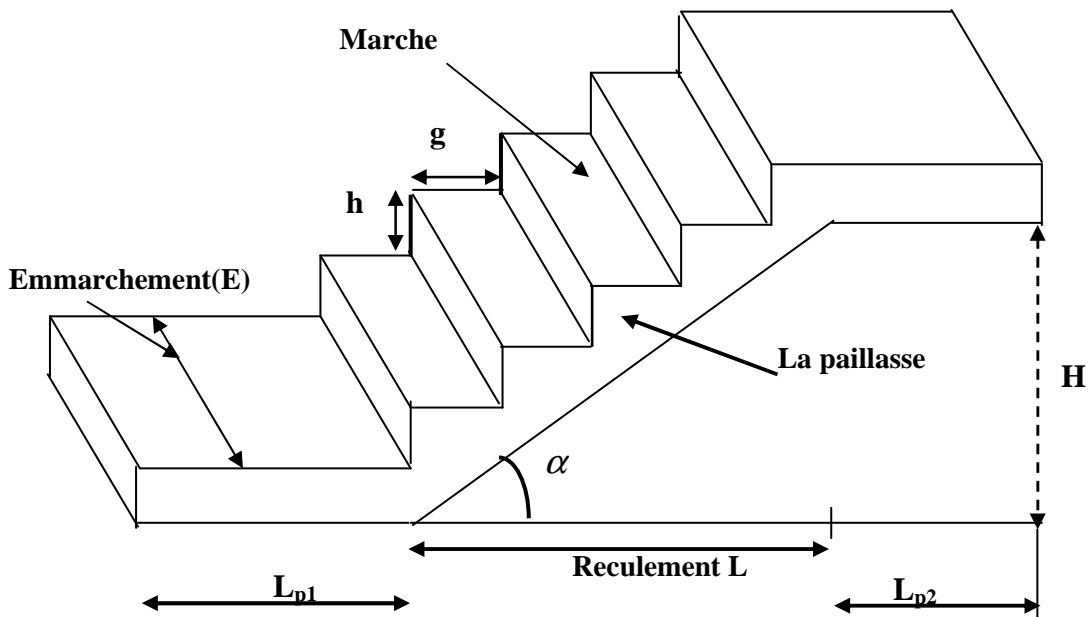 Marche
g
h
Emmarchement(E)
La paillasse
H
α
Reculement L
Lp1
Lp2